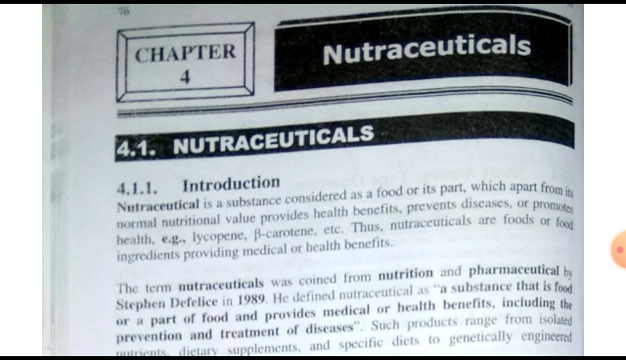 76
CHAPTER
4
Nutraceuticals
4.1. NUTRACEUTICALS
4.1.1. Introduction
Nutraceutical is a substance considered as a food or its part, which apart from its
normal nutritional value provides health benefits, prevents diseases, or promotes
health, e.g., lycopene, β-carotene, etc. Thus, nutraceuticals are foods or food
ingredients providing medical or health benefits.
The term nutraceuticals was coined from nutrition and pharmaceutical by
Stephen Defelice in 1989. He defined nutraceutical as "a substance that is food
or a part of food and provides medical or health benefits, including the
prevention and treatment of diseases". Such products range from isolated
nutrients, dietary supplements, and specific diets to genetically engineered